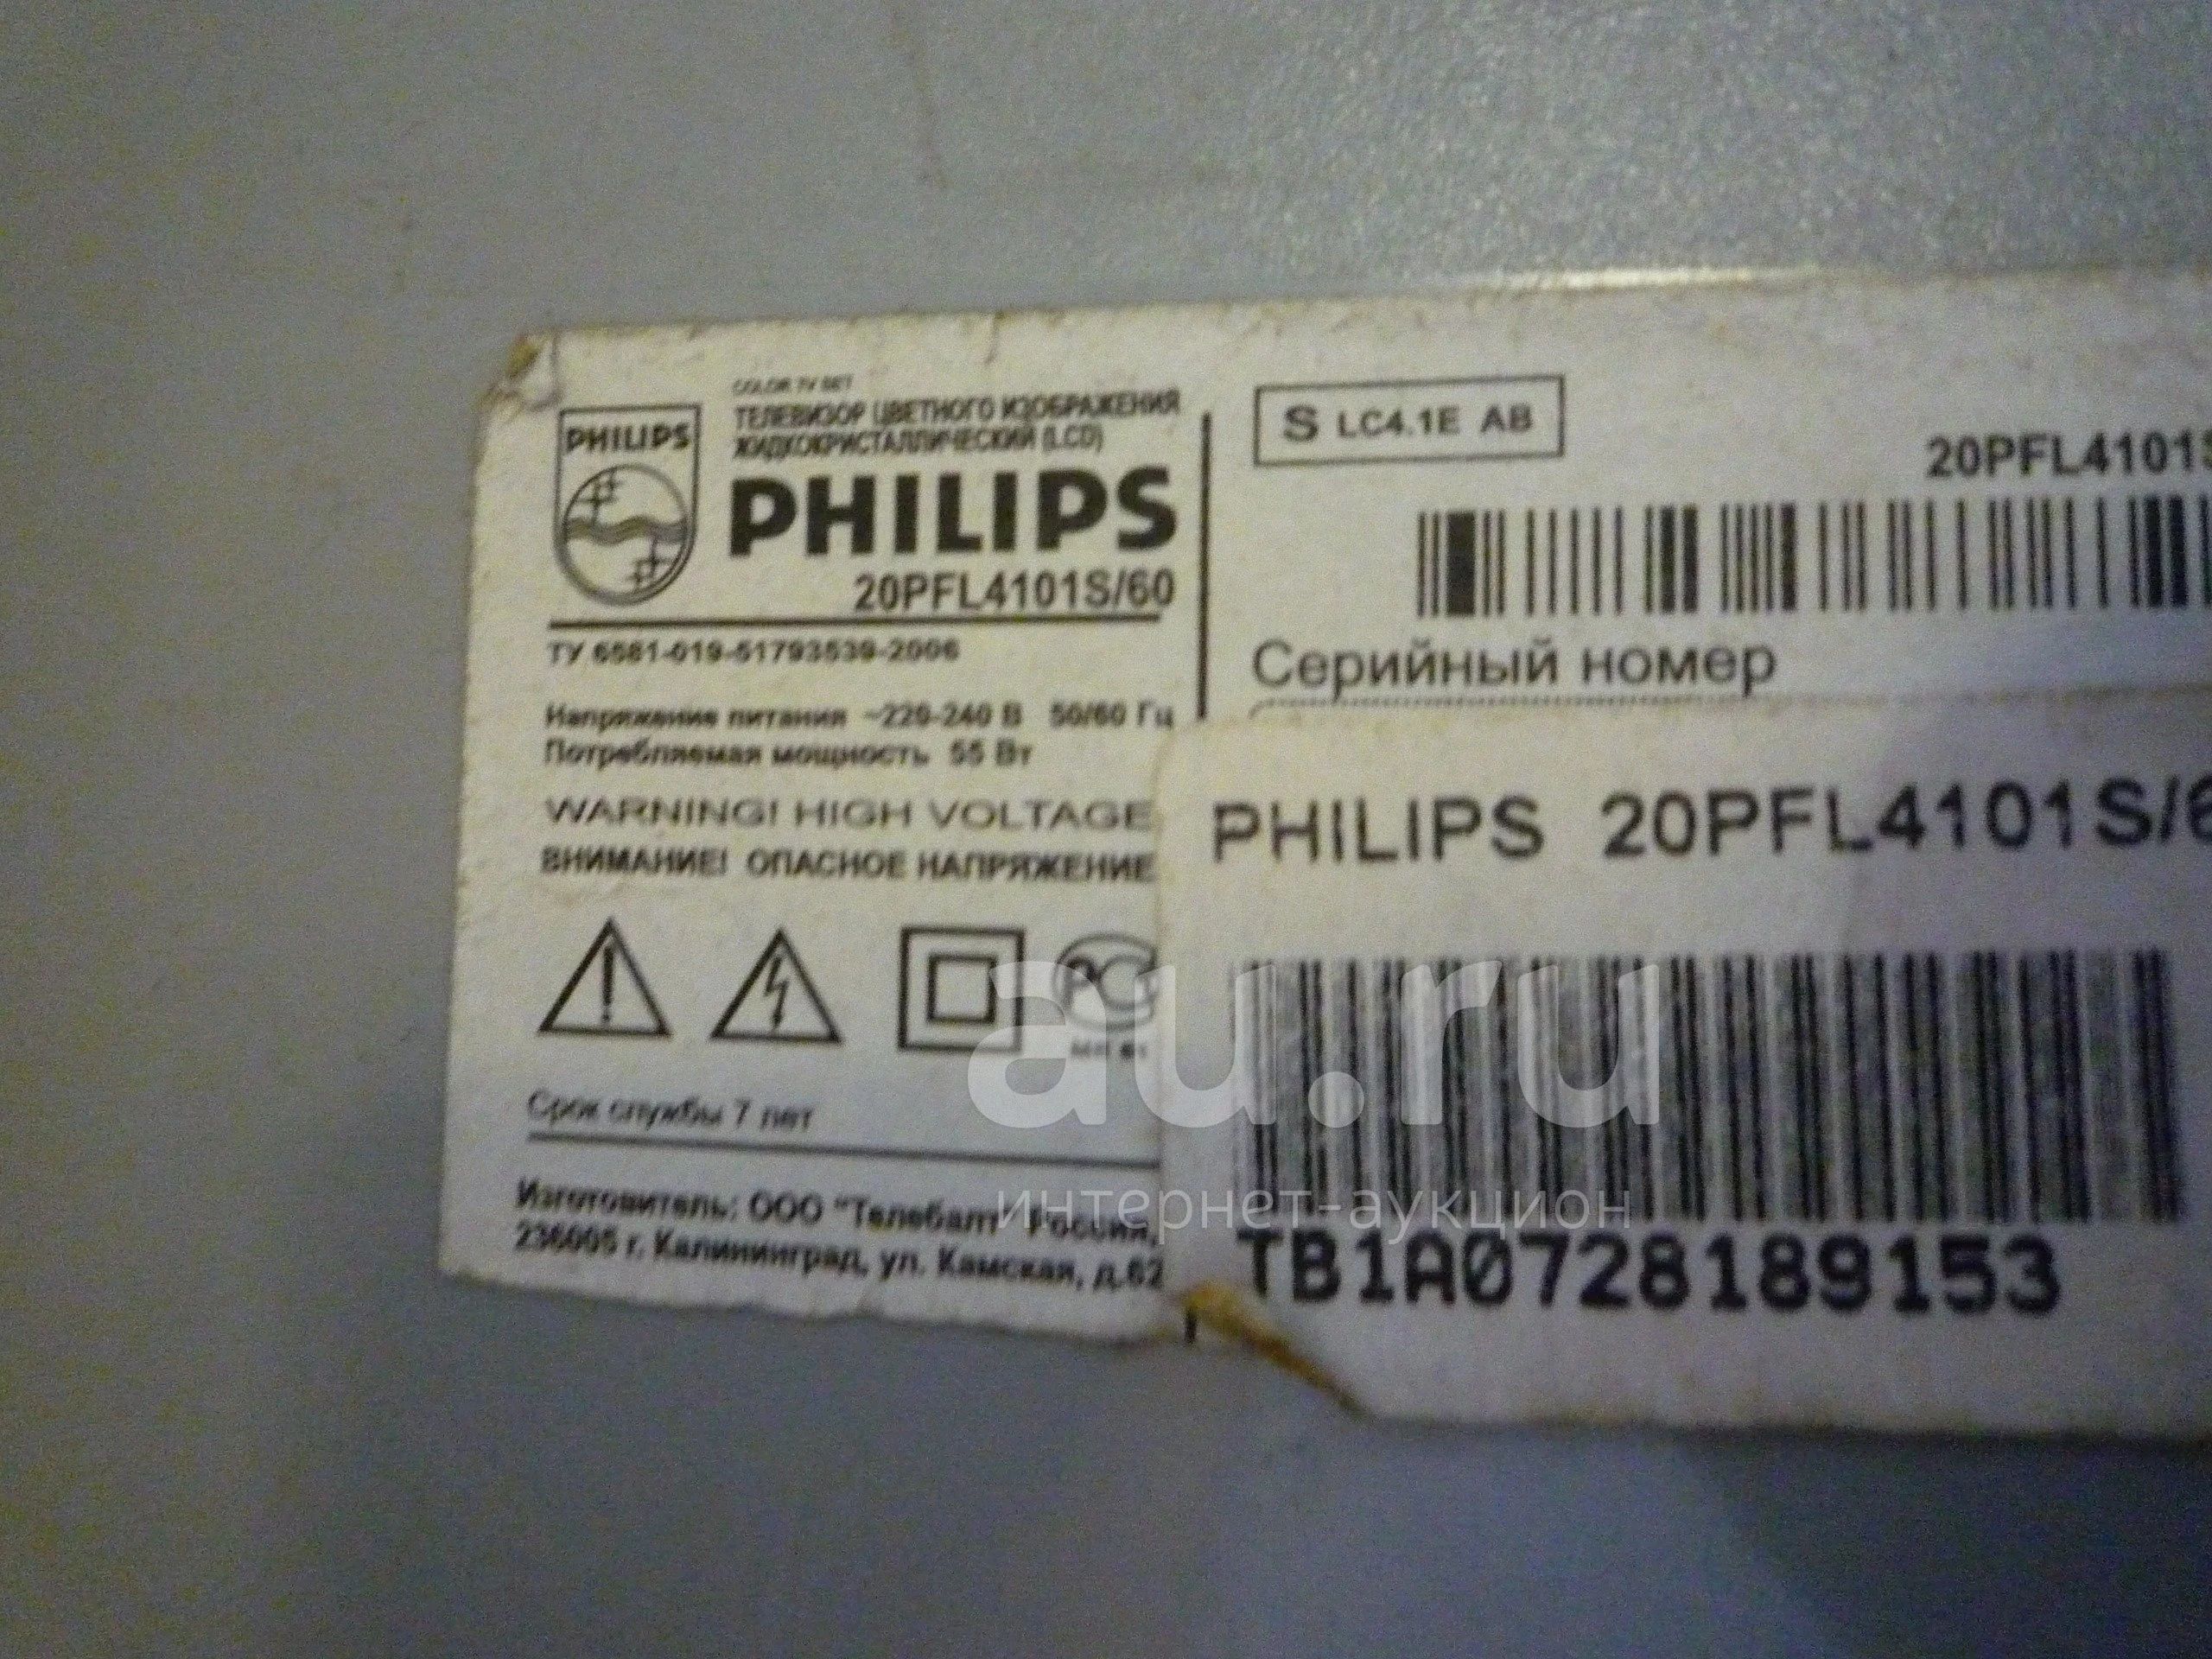 COLOR TV SET
ТЕЛЕВИЗОР ЦВЕТНОГО ИЗОБРАЖЕНИЯ
ЖИДКОКРИСТАЛЛИЧЕСКИЙ (LCD)
PHILIPS
PHILIPS
20PFL4101S/60
ТУ 6581-019-51793539-2006
Напряжение питания ~220-240 В 50/60 Гц
Потребляемая мощность 55 Вт
WARNING! HIGH VOLTAGE
ВНИМАНИЕ! ОПАСНОЕ НАПРЯЖЕНИЕ
Срок службы 7 лет
Изготовитель: ООО "Телебалт" Россия,
236005 г. Калининград, ул. Камская, д.62
S LC4.1E AB
20PFL4101S
Серийный номер
PHILIPS 20PFL4101S/6
TB1A0728189153
au.ru
интернет-аукцион